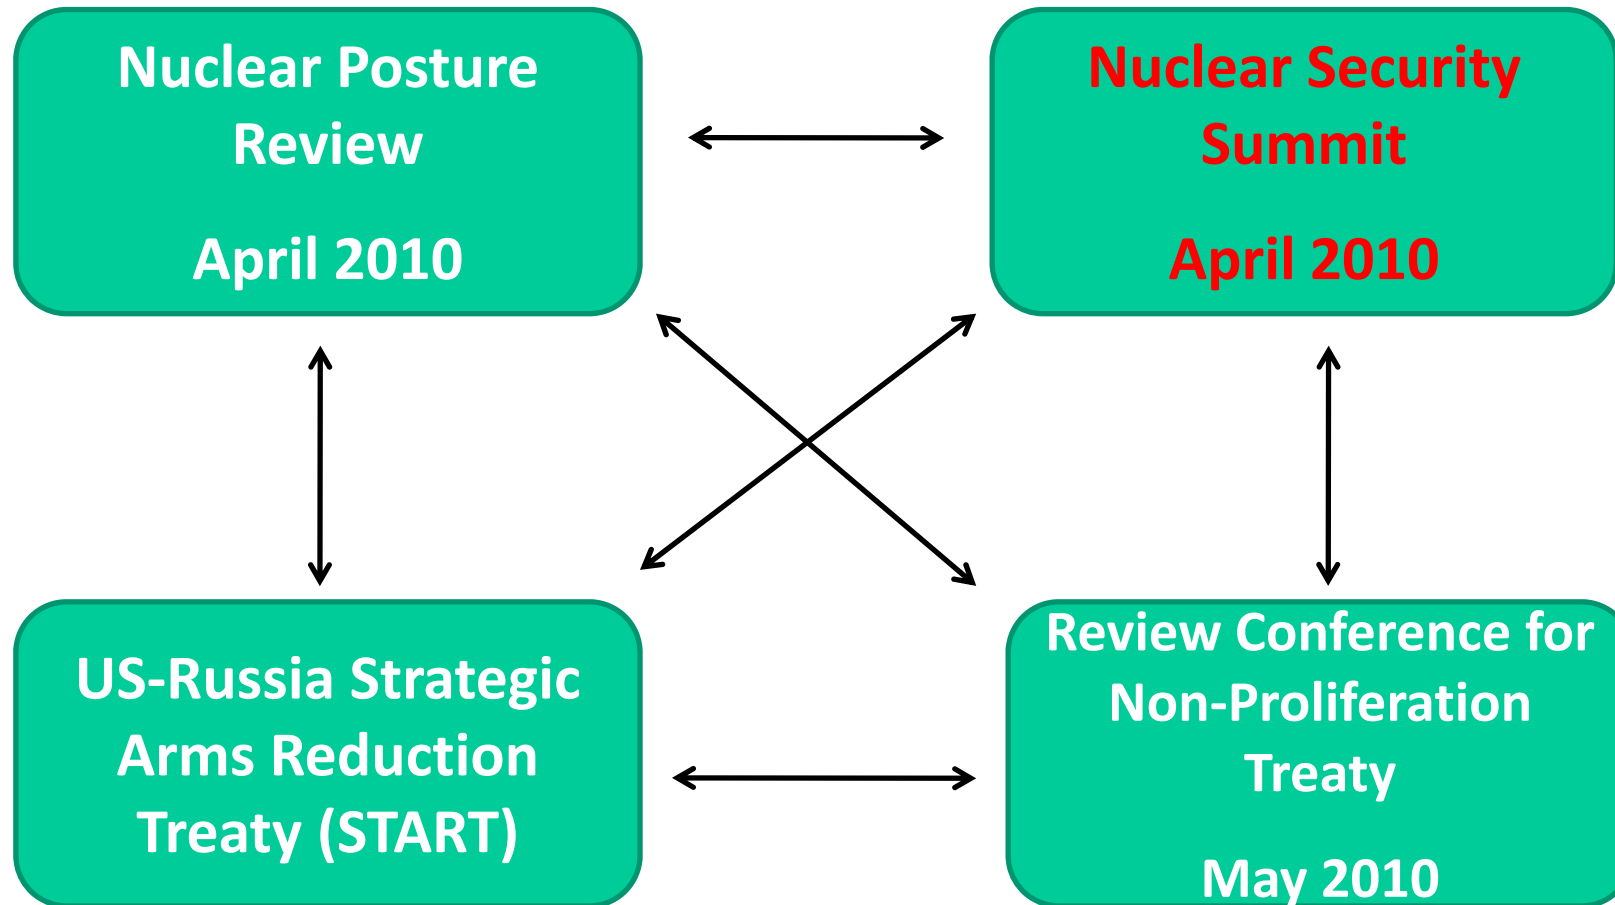 Nuclear Posture
Review
April 2010
Nuclear Security
Summit
April 2010
US-Russia Strategic
Arms Reduction
Treaty (START)
Review Conference for
Non-Proliferation
Treaty
May 2010